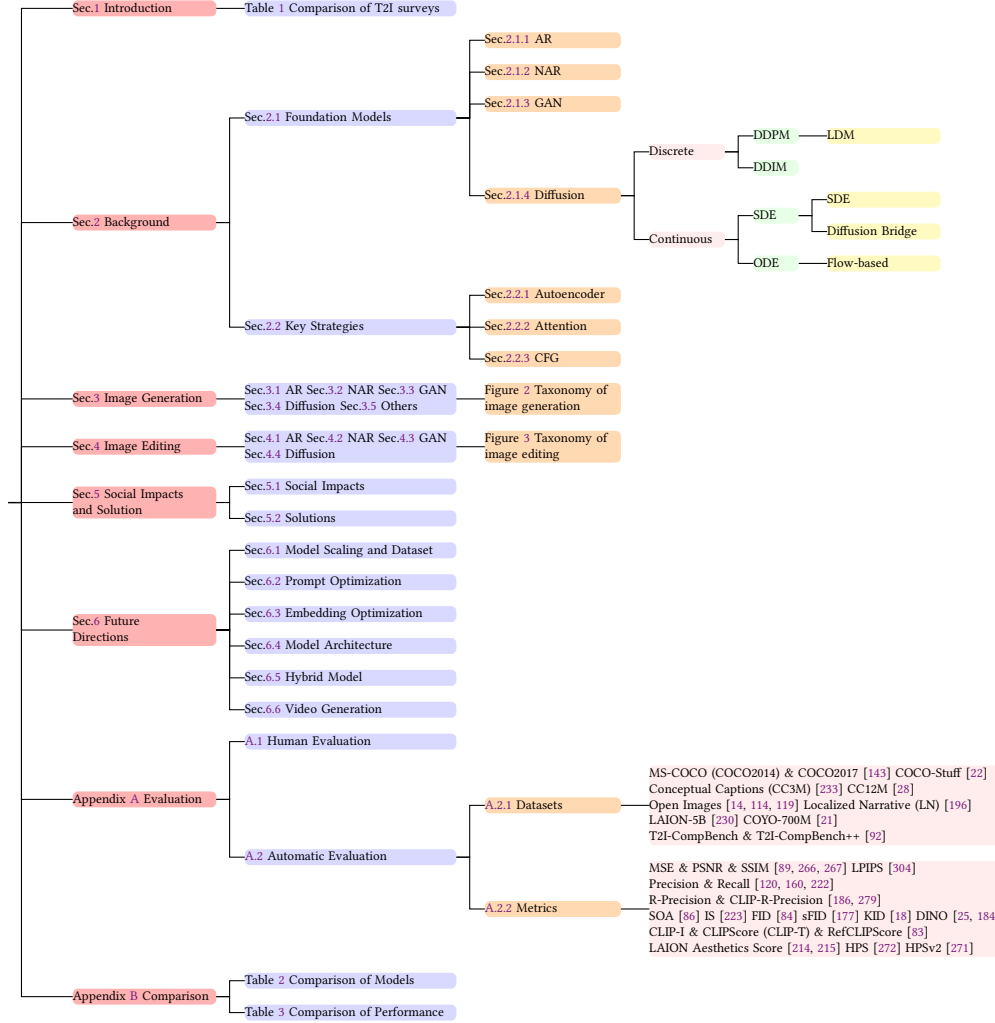 Sec.1 Introduction
Table 1 Comparison of T2I surveys
Sec.2 Background
Sec.2.1 Foundation Models
Sec.2.1.1 AR
Sec.2.1.2 NAR
Sec.2.1.3 GAN
Sec.2.1.4 Diffusion
Discrete
DDPM
LDM
DDIM
Continuous
SDE
SDE
Diffusion Bridge
ODE
Flow-based
Sec.2.2 Key Strategies
Sec.2.2.1 Autoencoder
Sec.2.2.2 Attention
Sec.2.2.3 CFG
Sec.3 Image Generation
Sec.3.1 AR Sec.3.2 NAR Sec.3.3 GAN
Sec.3.4 Diffusion Sec.3.5 Others
Figure 2 Taxonomy of
image generation
Sec.4 Image Editing
Sec.4.1 AR Sec.4.2 NAR Sec.4.3 GAN
Sec.4.4 Diffusion
Figure 3 Taxonomy of
image editing
Sec.5 Social Impacts
and Solution
Sec.5.1 Social Impacts
Sec.5.2 Solutions
Sec.6 Future
Directions
Sec.6.1 Model Scaling and Dataset
Sec.6.2 Prompt Optimization
Sec.6.3 Embedding Optimization
Sec.6.4 Model Architecture
Sec.6.5 Hybrid Model
Sec.6.6 Video Generation
Appendix A Evaluation
A.1 Human Evaluation
A.2 Automatic Evaluation
A.2.1 Datasets
MS-COCO (COCO2014) & COCO2017 [143] COCO-Stuff [22]
Conceptual Captions (CC3M) [233] CC12M [28]
Open Images [14, 114, 119] Localized Narrative (LN) [196]
LAION-5B [230] COYO-700M [21]
T2I-CompBench & T2I-CompBench++ [92]
A.2.2 Metrics
MSE & PSNR & SSIM [89, 266, 267] LPIPS [304]
Precision & Recall [120, 160, 222]
R-Precision & CLIP-R-Precision [186, 279]
SOA [86] IS [223] FID [84] sFID [177] KID [18] DINO [25, 184
CLIP-I & CLIPScore (CLIP-T) & RefCLIPScore [83]
LAION Aesthetics Score [214, 215] HPS [272] HPSv2 [271]
Appendix B Comparison
Table 2 Comparison of Models
Table 3 Comparison of Performance